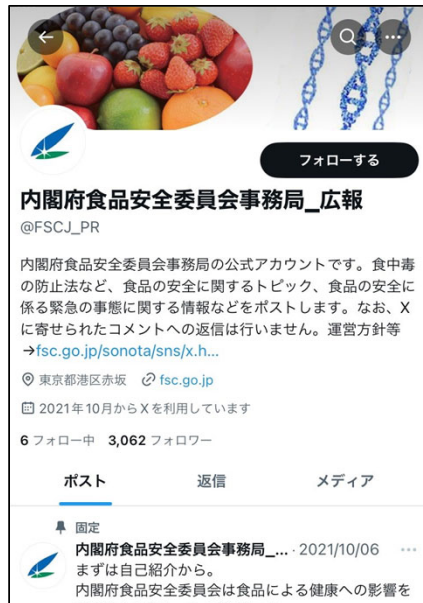 フォローする
内閣府食品安全委員会事務局_広報
@FSCJ_PR
内閣府食品安全委員会事務局の公式アカウントです。食中毒
の防止法など、食品の安全に関するトピック、食品の安全に
係る緊急の事態に関する情報などをポストします。なお、X
に寄せられたコメントへの返信は行いません。運営方針等
→fsc.go.jp/sonota/sns/x.h...
東京都港区赤坂 fsc.go.jp
2021年10月からXを利用しています
6 フォロー中 3,062 フォロワー
ポスト 返信 メディア
固定
内閣府食品安全委員会事務局_... · 2021/10/06
まずは自己紹介から。
内閣府食品安全委員会は食品による健康への影響を